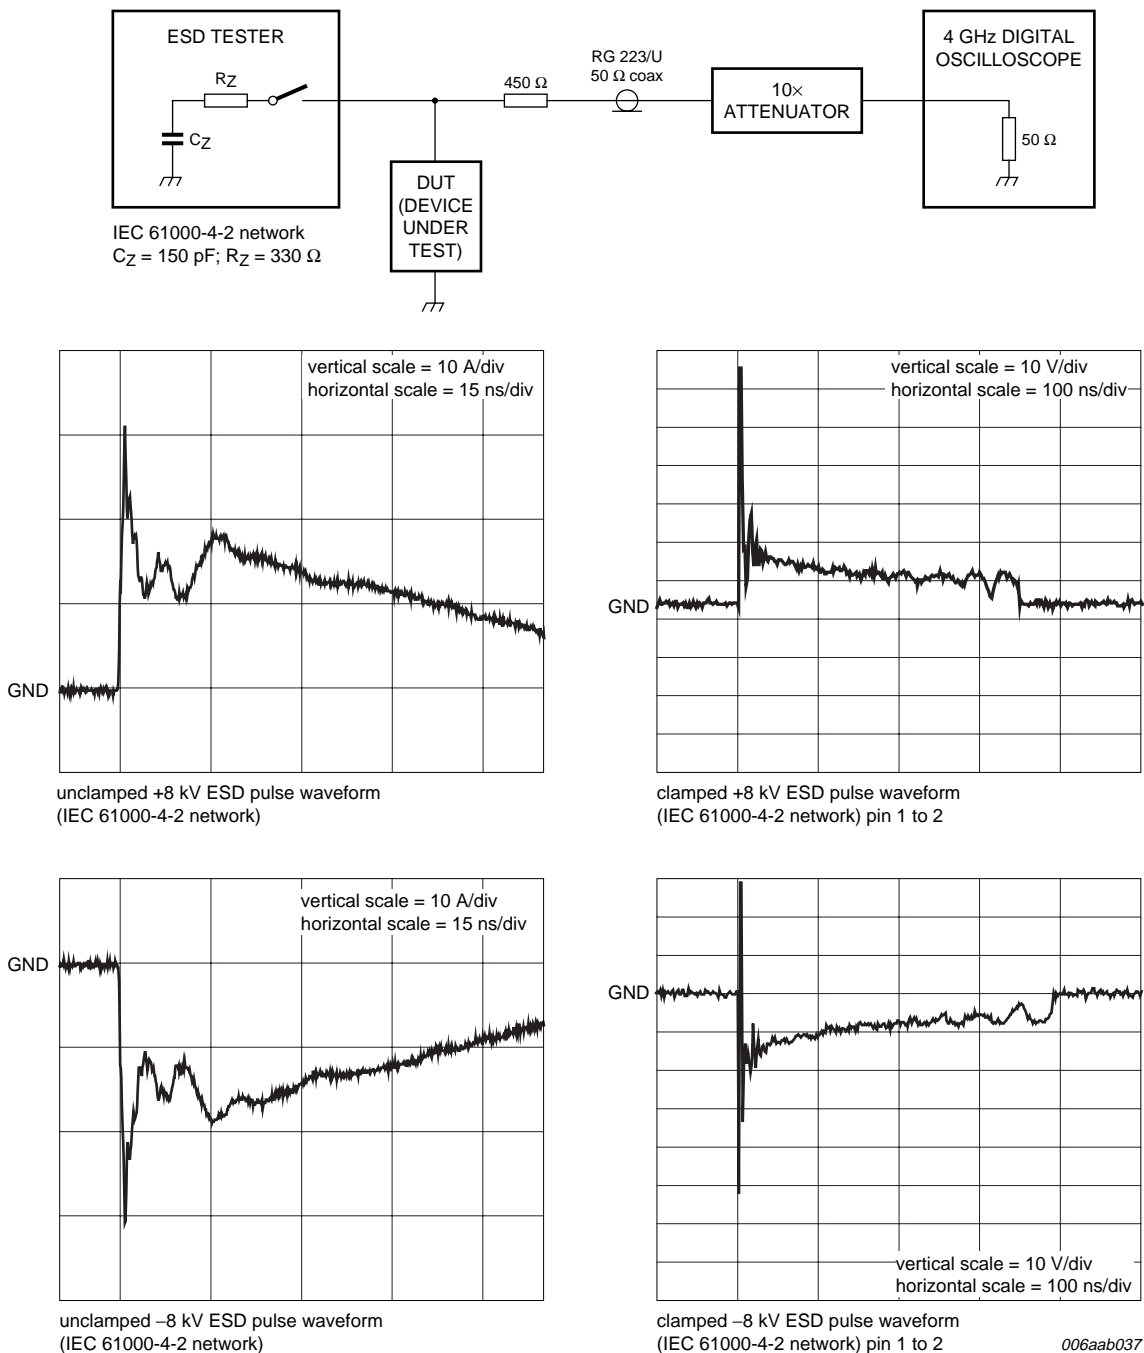 ESD TESTER
RZ
CZ
IEC 61000-4-2 network
CZ = 150 pF; RZ = 330 Ω
DUT
(DEVICE
UNDER
TEST)
450 Ω
RG 223/U
50 Ω coax
10×
ATTENUATOR
4 GHz DIGITAL
OSCILLOSCOPE
50 Ω
vertical scale = 10 A/div
horizontal scale = 15 ns/div
GND
unclamped +8 kV ESD pulse waveform
(IEC 61000-4-2 network)
vertical scale = 10 V/div
horizontal scale = 100 ns/div
GND
clamped +8 kV ESD pulse waveform
(IEC 61000-4-2 network) pin 1 to 2
vertical scale = 10 A/div
horizontal scale = 15 ns/div
GND
unclamped −8 kV ESD pulse waveform
(IEC 61000-4-2 network)
GND
vertical scale = 10 V/div
horizontal scale = 100 ns/div
clamped −8 kV ESD pulse waveform
(IEC 61000-4-2 network) pin 1 to 2
006aab037